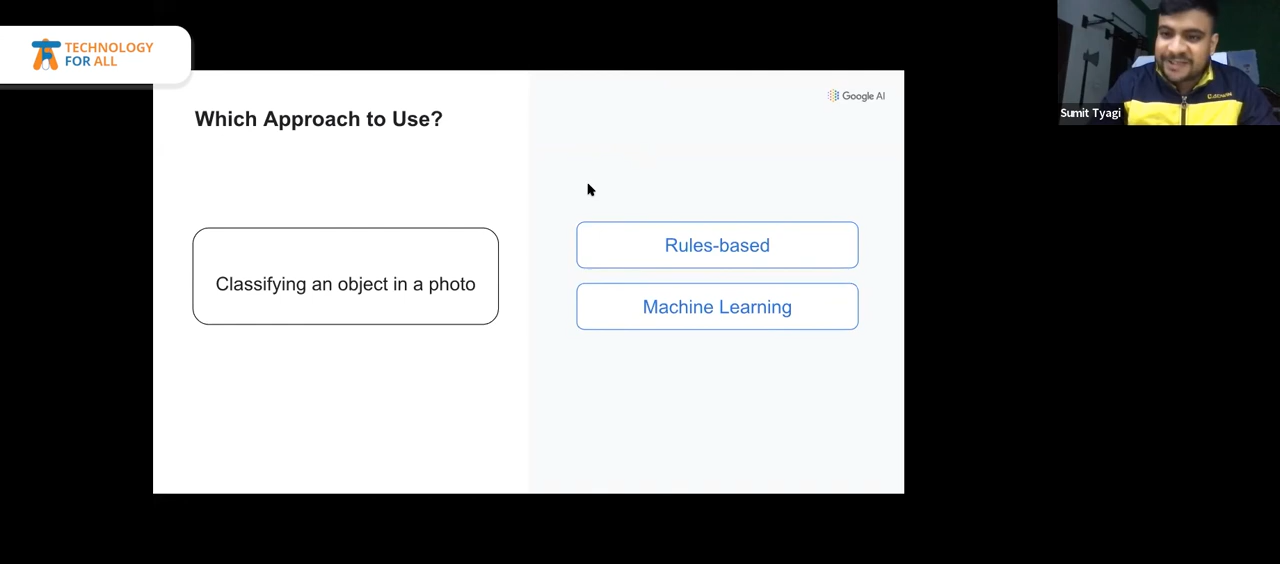 TECHNOLOGY
FOR ALL
Google AI
Which Approach to Use?
Sumit Tyagi
Rules-based
Classifying an object in a photo
Machine Learning